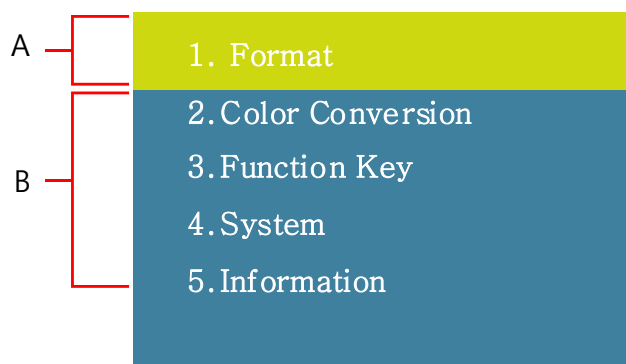 A
1. Format
B
2.Color Conversion
3.Function Key
4.System
5.Information